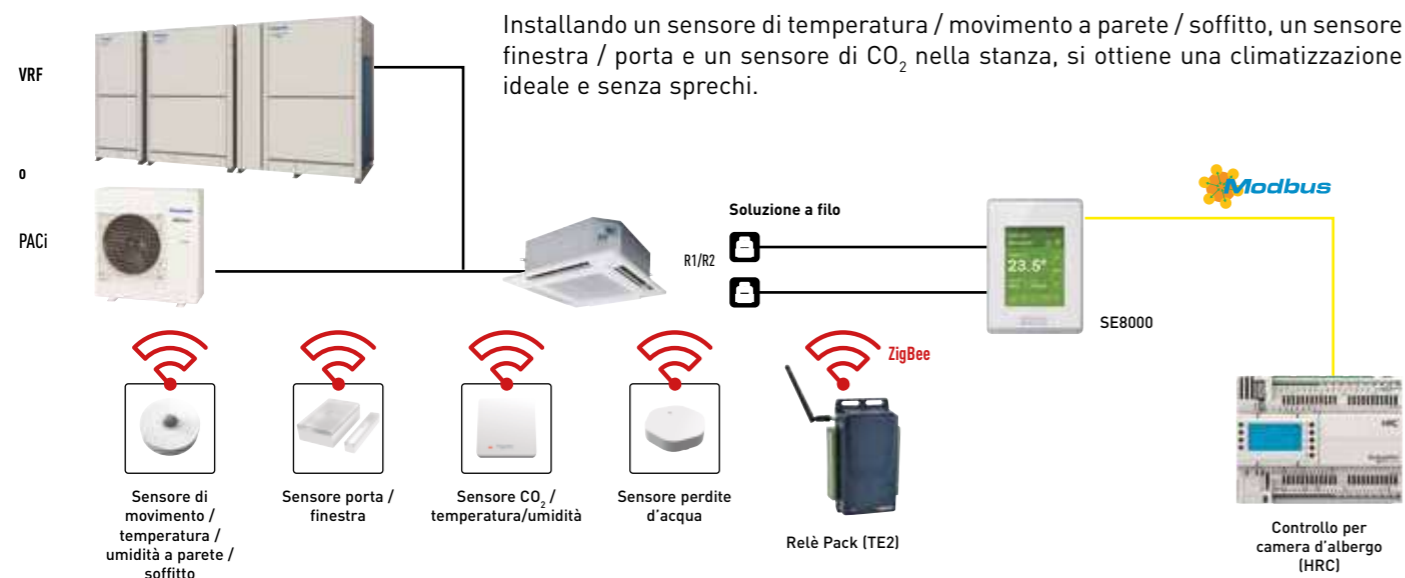 Installando un sensore di temperatura / movimento a parete / soffitto, un sensore
finestra / porta e un sensore di CO₂ nella stanza, si ottiene una climatizzazione
ideale e senza sprechi.
VRF
o
PACi
R1/R2
Soluzione a filo
23.5°
SE8000
Modbus
ZigBee
HRC
Sensore di
movimento /
temperatura /
umidità a parete /
soffitto
Sensore porta /
finestra
Sensore CO₂ /
temperatura/umidità
Sensore perdite
d'acqua
Relè Pack (TE2)
Controllo per
camera d'albergo
(HRC)